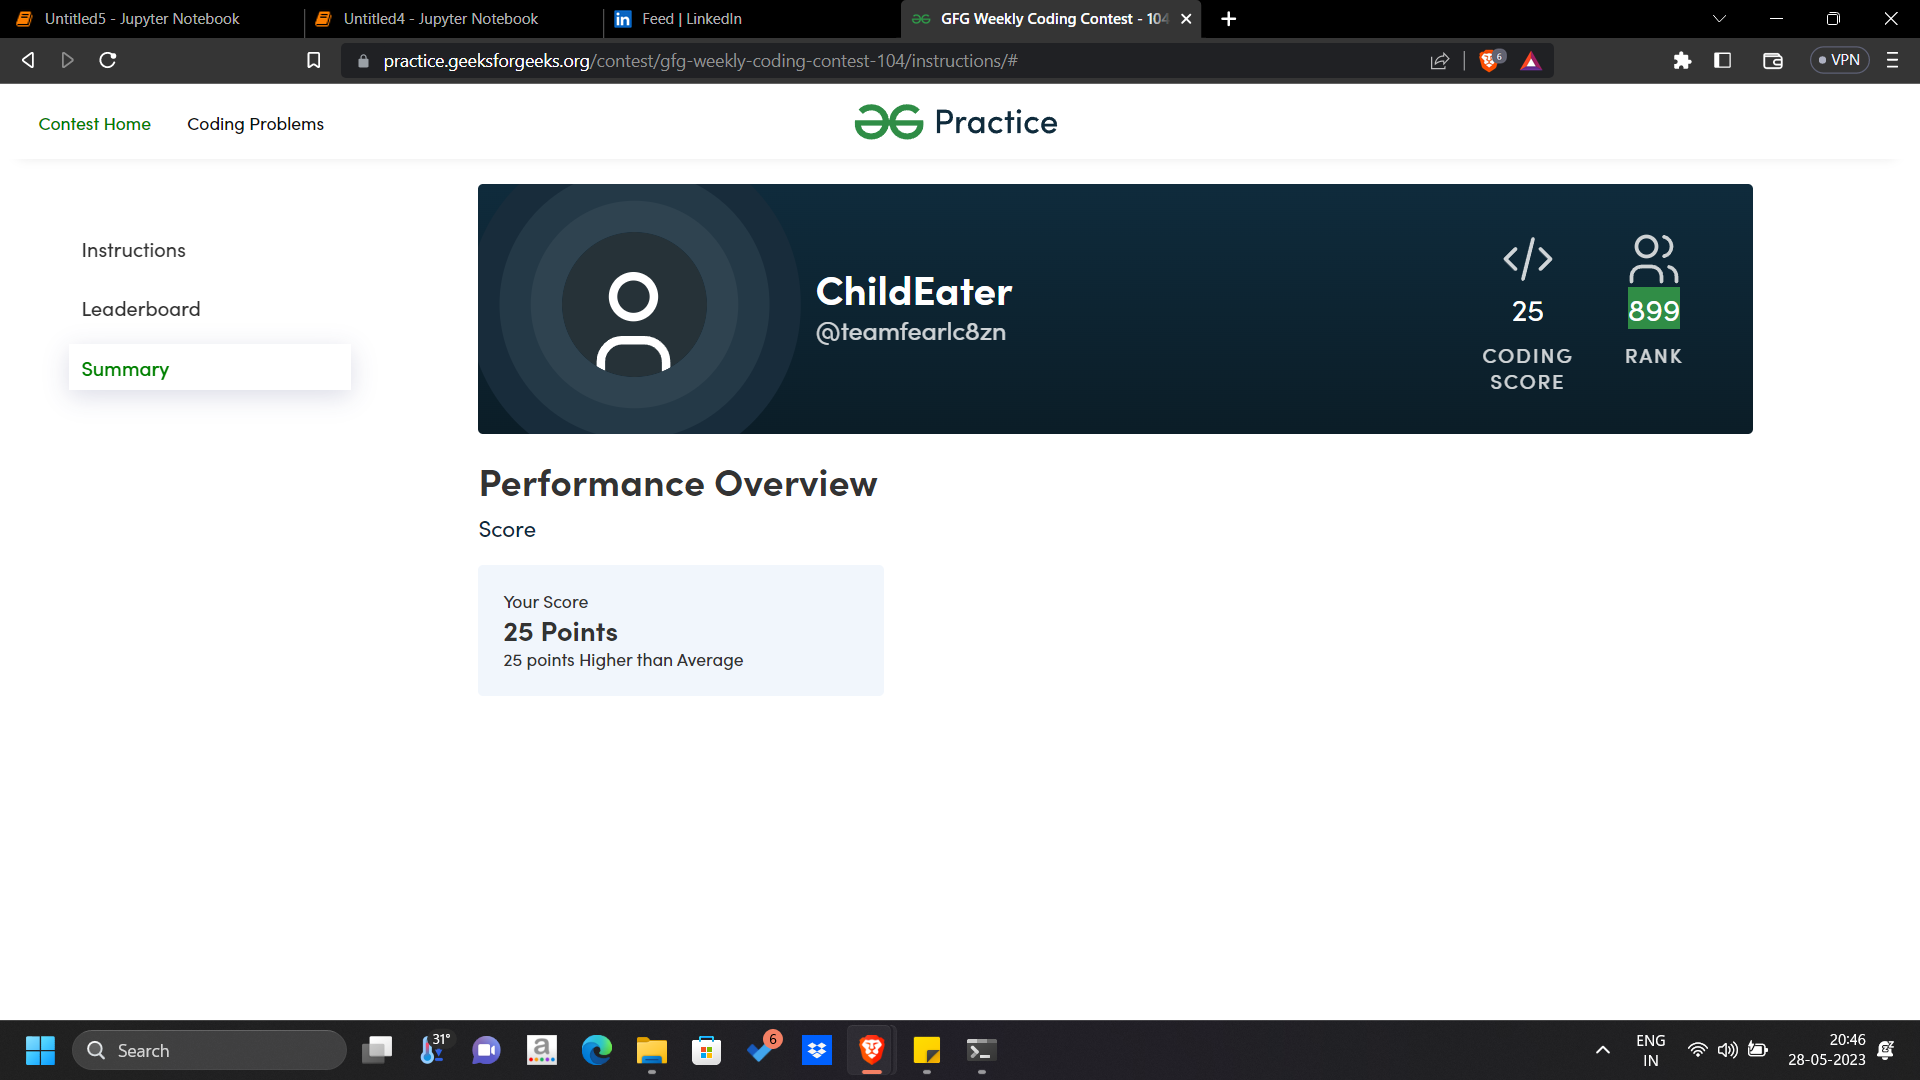 Untitled5 - Jupyter Notebook
Untitled4 - Jupyter Notebook
Feed | LinkedIn
GFG Weekly Coding Contest - 104
practice.geeksforgeeks.org/contest/gfg-weekly-coding-contest-104/instructions/#
6
VPN
Contest Home
Coding Problems
Practice
Instructions
Leaderboard
Summary
ChildEater
@teamfearlc8zn
25
CODING
SCORE
899
RANK
Performance Overview
Score
Your Score
25 Points
25 points Higher than Average
Search
31°
a
6
ENG
IN
20:46
28-05-2023